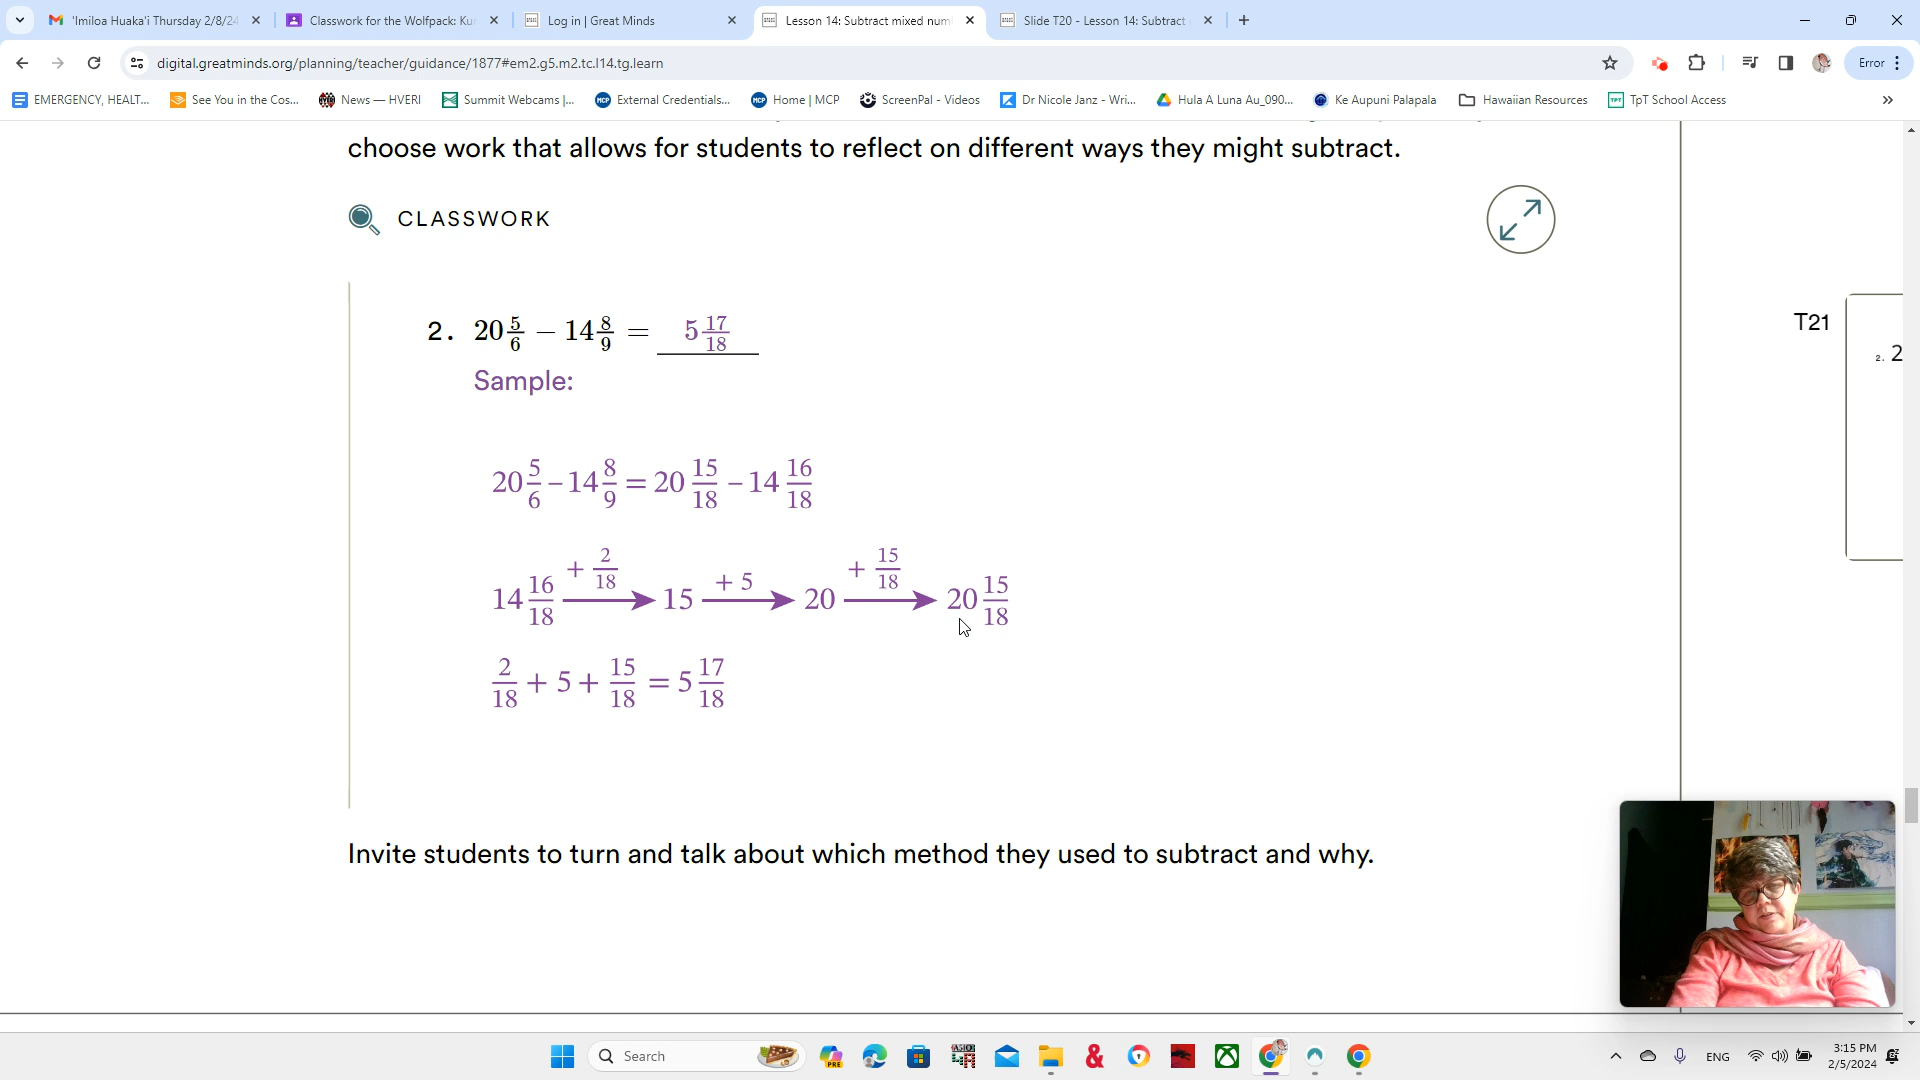 'Imiloa Huaka'i Thursday 2/8/24
Classwork for the Wolfpack: Ku
Log in | Great Minds
Lesson 14: Subtract mixed num
Slide T20 - Lesson 14: Subtract
digital.greatminds.org/planning/teacher/guidance/1877#em2.g5.m2.tc.l14.tg.learn
Error
EMERGENCY, HEALT...
See You in the Cos...
News — HVERI
Summit Webcams |...
External Credentials...
Home | MCP
ScreenPal - Videos
Dr Nicole Janz - Wri...
Hula A Luna Au_090...
Ke Aupuni Palapala
Hawaiian Resources
TpT School Access
choose work that allows for students to reflect on different ways they might subtract.
CLASSWORK
2. 20 5/6 − 14 8/9 = 5 17/18
Sample:
20 5/6 − 14 8/9 = 20 15/18 − 14 16/18
14 16/18 + 2/18 → 15 + 5 → 20 + 15/18 → 20 15/18
2/18 + 5 + 15/18 = 5 17/18
Invite students to turn and talk about which method they used to subtract and why.
T21
2. 2
Search
ENG
3:15 PM
2/5/2024